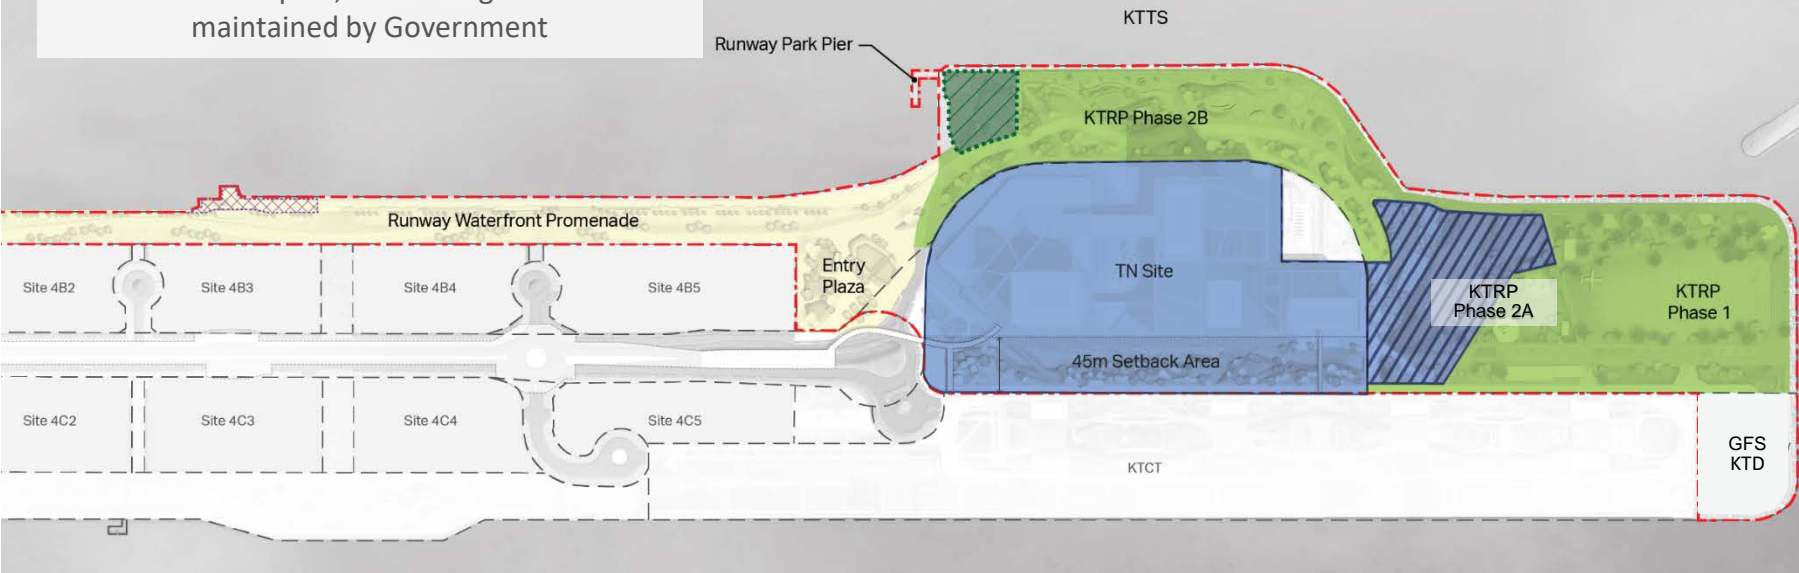 maintained by Government
KTTS
Runway Park Pier
KTRP Phase 2B
Runway Waterfront Promenade
Entry
Plaza
TN Site
KTRP
Phase 2A
KTRP
Phase 1
Site 4B2
Site 4B3
Site 4B4
Site 4B5
45m Setback Area
Site 4C2
Site 4C3
Site 4C4
Site 4C5
KTCT
GFS
KTD